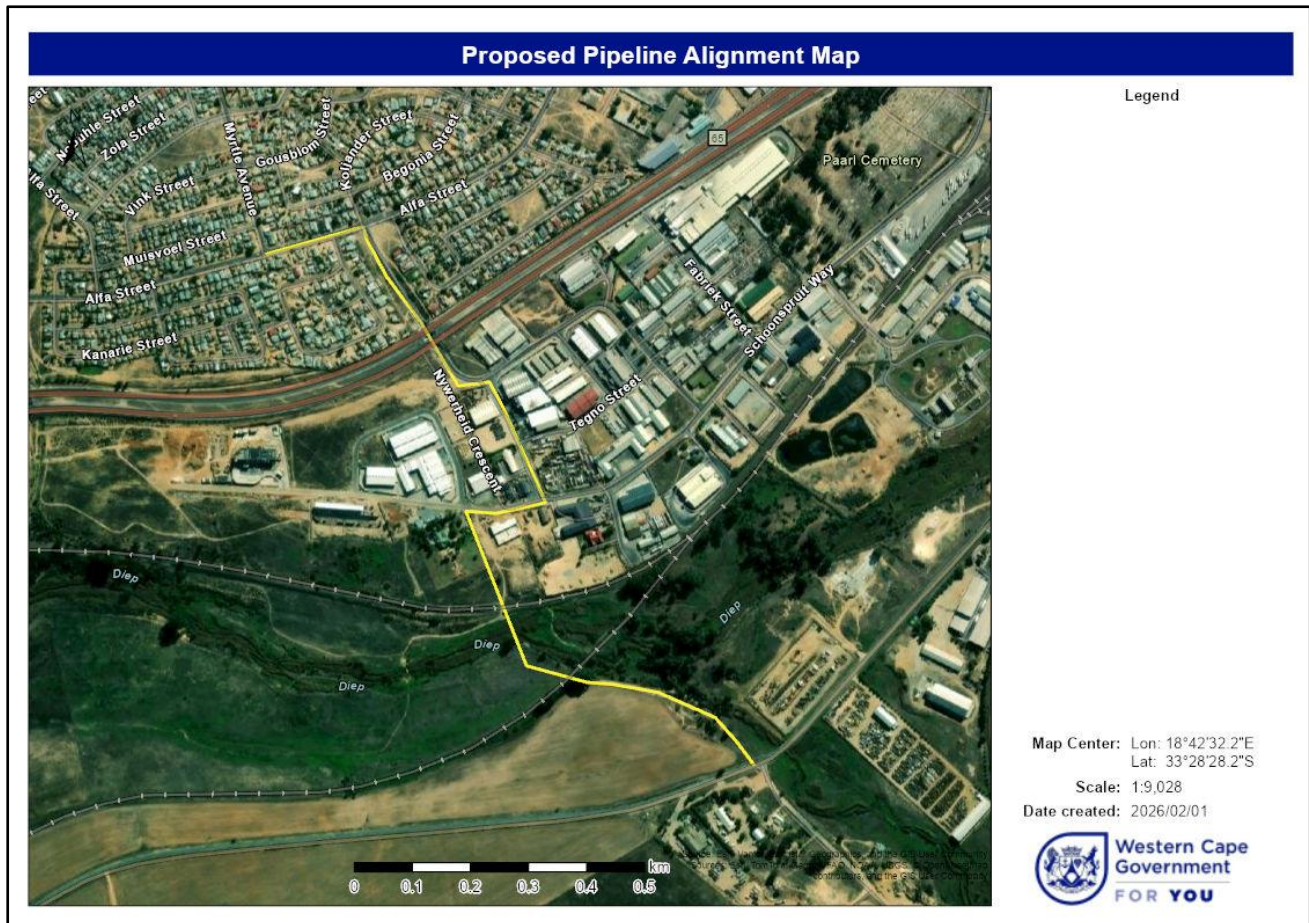 Proposed Pipeline Alignment Map
Legend
65
Paarl Cemetery
Zola Street
Vink Street
Myrtle Avenue
Gousblom Street
Kollander Street
Begonia Street
Alfa Street
Alfa Street
Muisvoel Street
Alfa Street
Kanarie Street
Fabriek Street
Schoonspruit Way
Tegno Street
Nywerheid Crescent
Diep
Diep
Diep
Diep
Map Center: Lon: 18°42'32.2"E
Lat: 33°28'28.2"S
Scale: 1:9,028
Date created: 2026/02/01
km
0 0,1 0,2 0,3 0,4 0,5
Western Cape
Government
FOR YOU